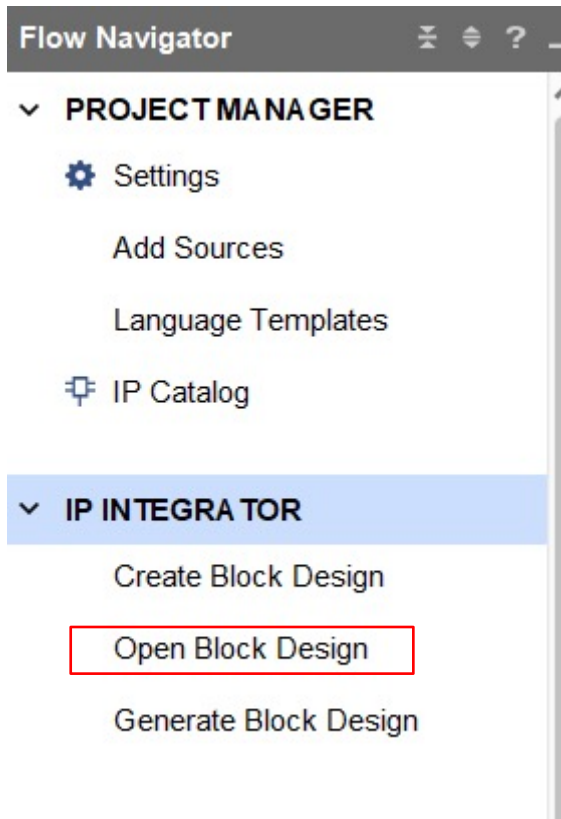 Flow Navigator ?
PROJECT MANAGER
Settings
Add Sources
Language Templates
IP Catalog
IP INTEGRATOR
Create Block Design
Open Block Design
Generate Block Design